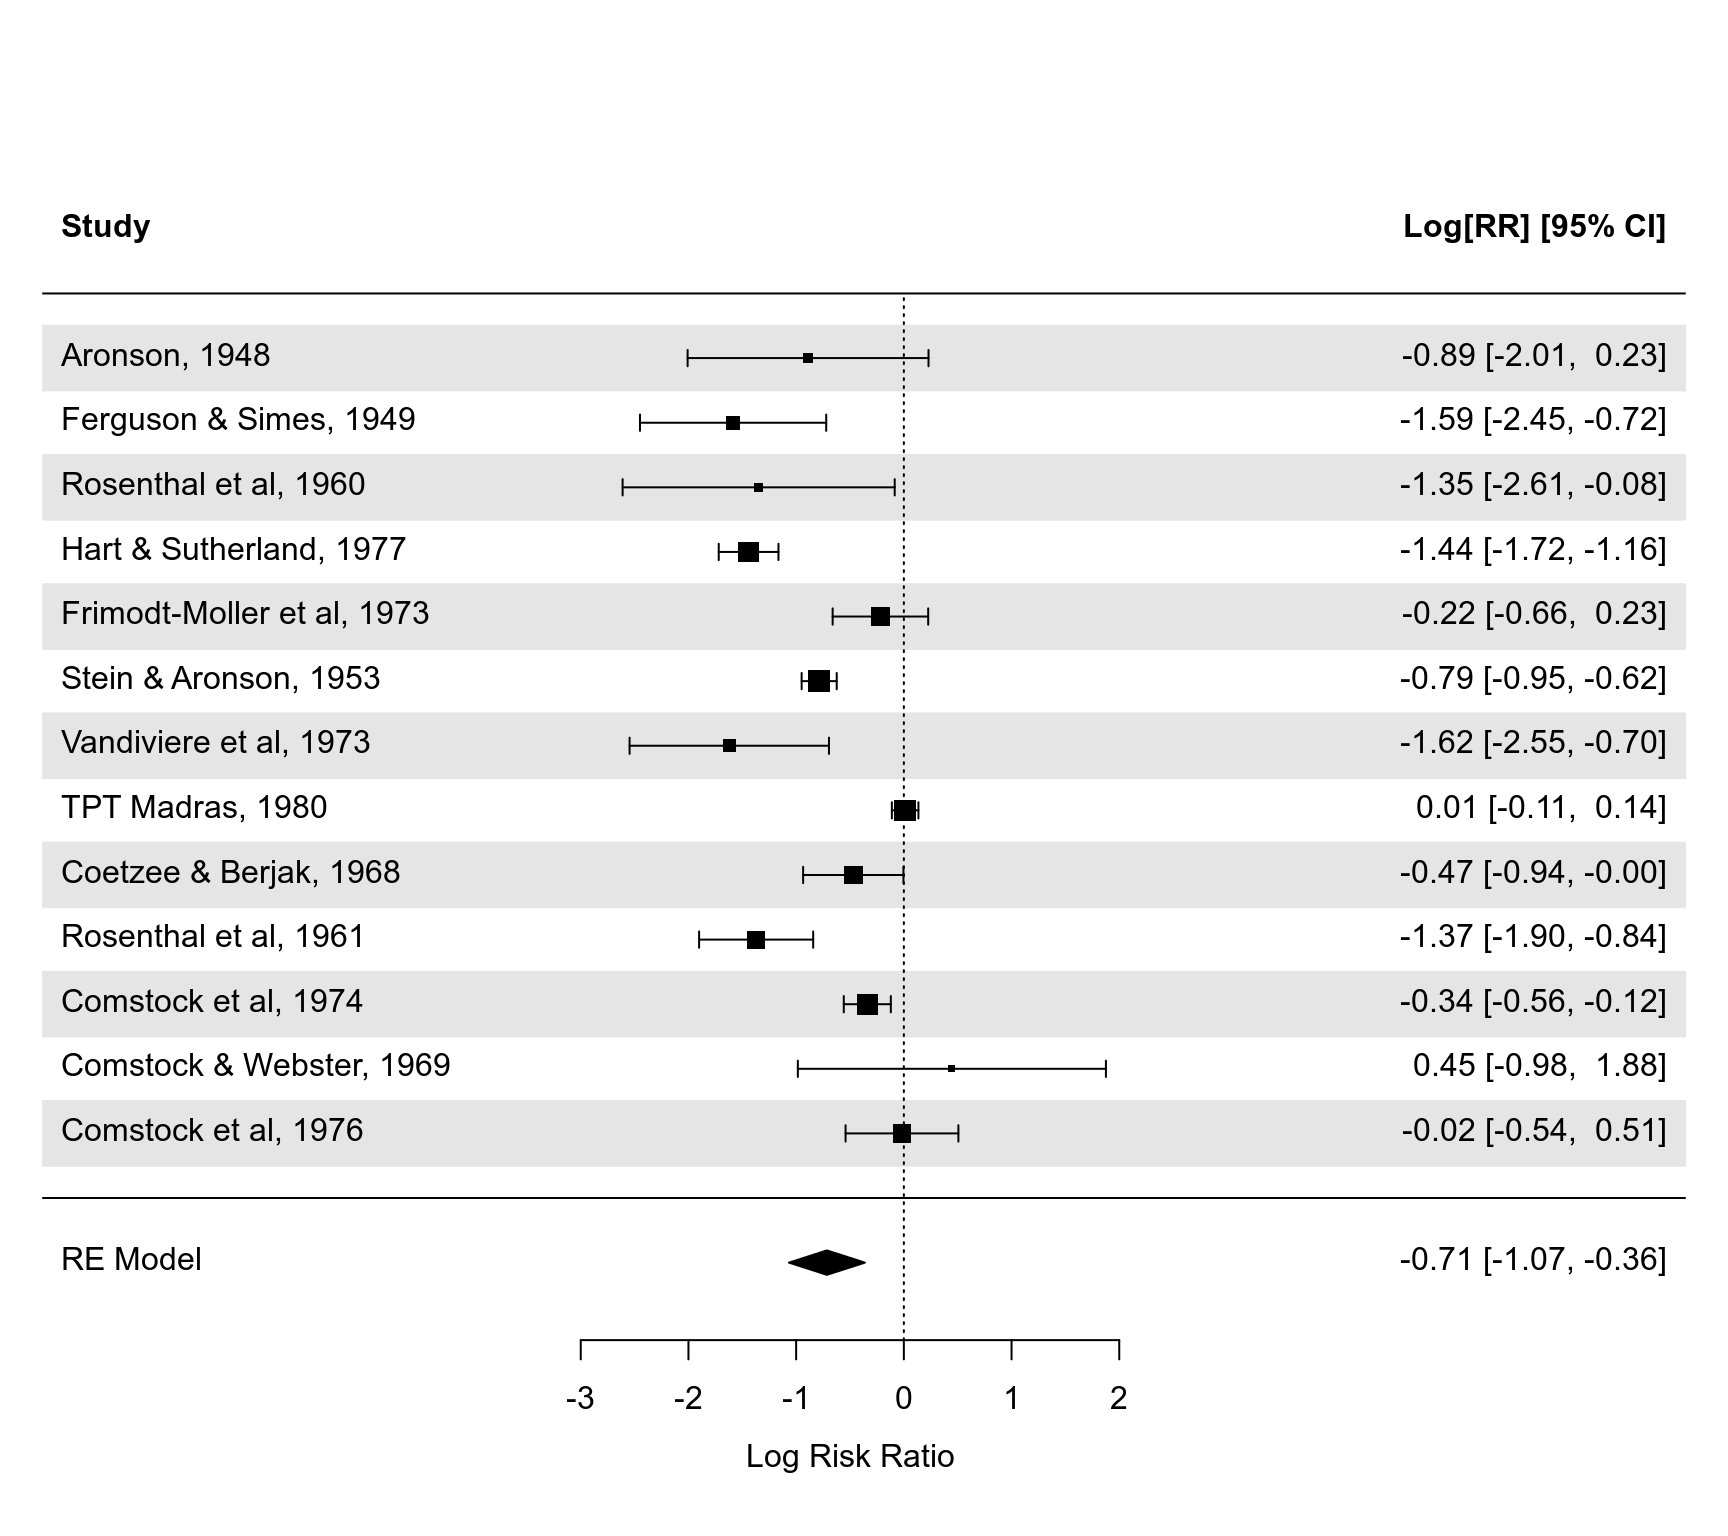 Study Log[RR] [95% CI]
Aronson, 1948 -0.89 [-2.01, 0.23]
Ferguson & Simes, 1949 -1.59 [-2.45, -0.72]
Rosenthal et al, 1960 -1.35 [-2.61, -0.08]
Hart & Sutherland, 1977 -1.44 [-1.72, -1.16]
Frimodt-Moller et al, 1973 -0.22 [-0.66, 0.23]
Stein & Aronson, 1953 -0.79 [-0.95, -0.62]
Vandiviere et al, 1973 -1.62 [-2.55, -0.70]
TPT Madras, 1980 0.01 [-0.11, 0.14]
Coetzee & Berjak, 1968 -0.47 [-0.94, -0.00]
Rosenthal et al, 1961 -1.37 [-1.90, -0.84]
Comstock et al, 1974 -0.34 [-0.56, -0.12]
Comstock & Webster, 1969 0.45 [-0.98, 1.88]
Comstock et al, 1976 -0.02 [-0.54, 0.51]
RE Model -0.71 [-1.07, -0.36]
-3 -2 -1 0 1 2
Log Risk Ratio